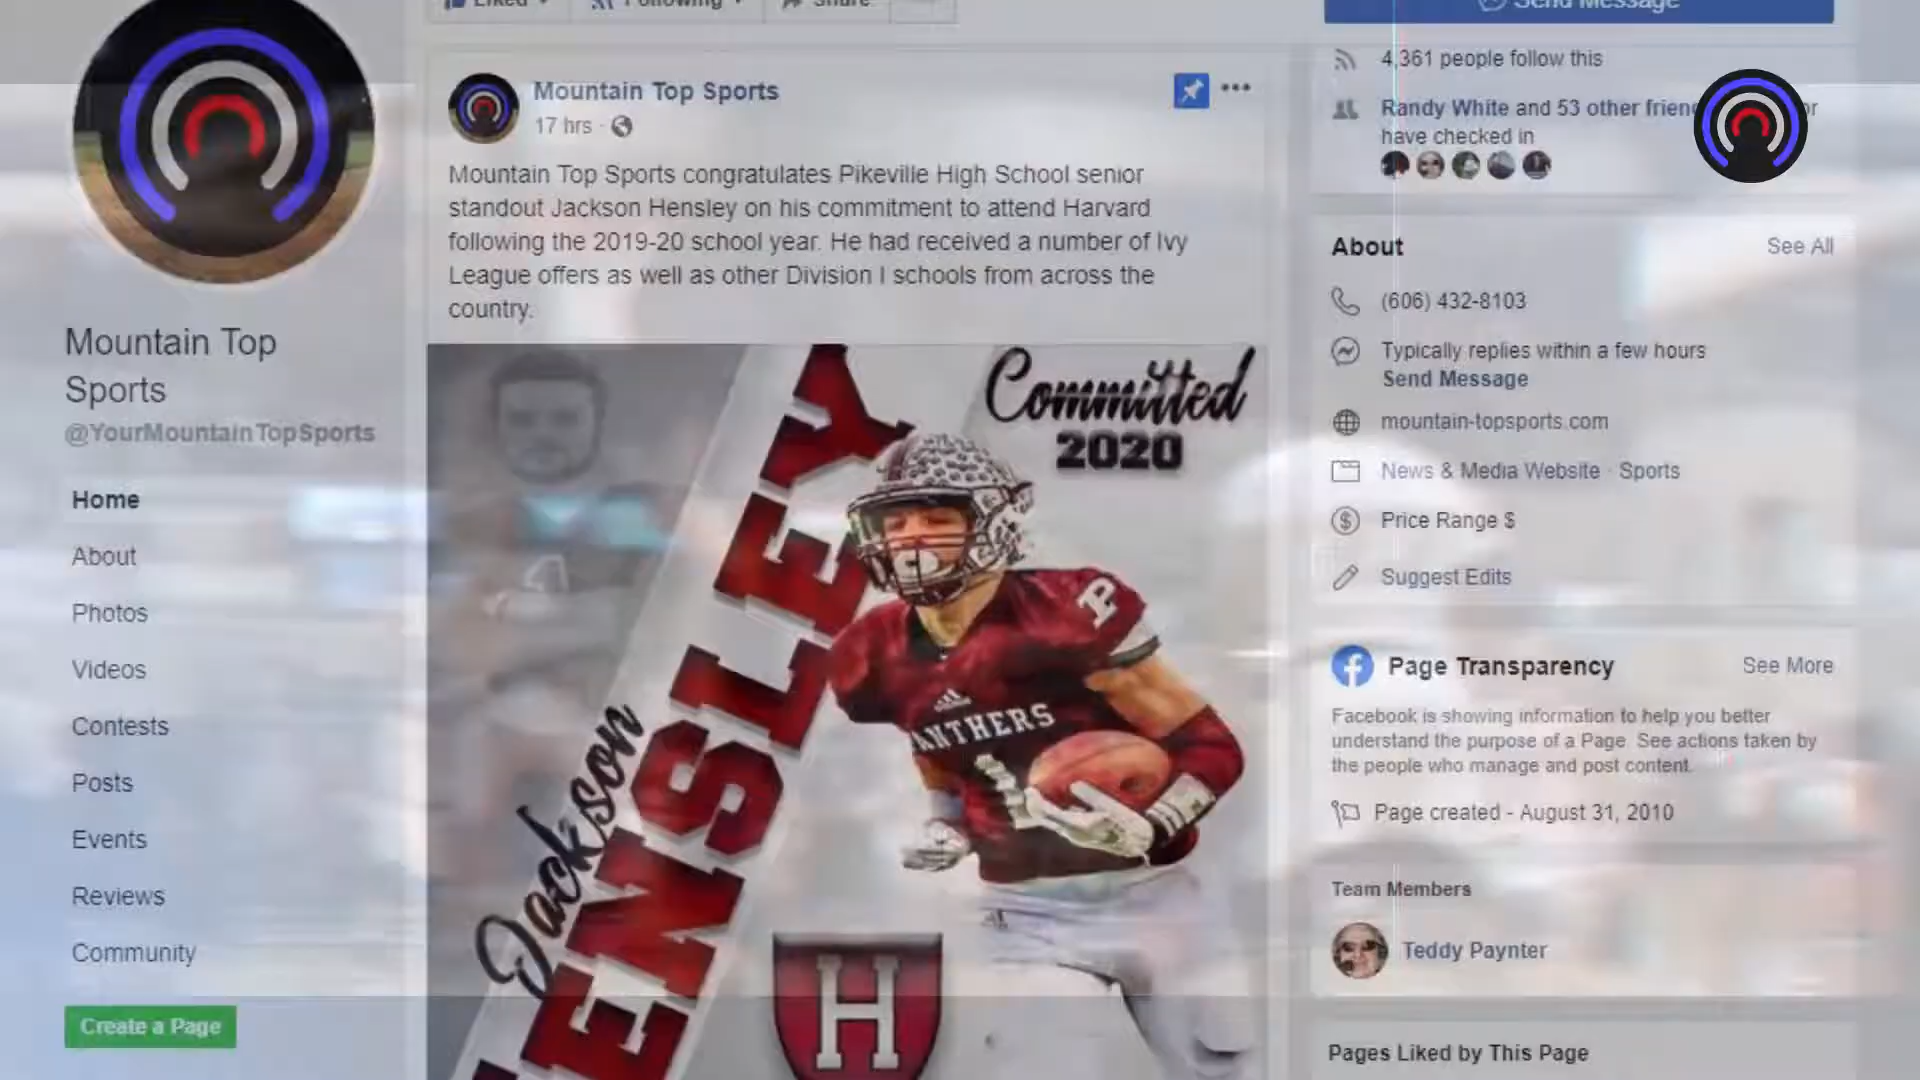 Liked
Following
Share
Send Message
Mountain Top
Sports
@YourMountainTopSports
Home
About
Photos
Videos
Contests
Posts
Events
Reviews
Community
Create a Page
Mountain Top Sports
17 hrs ·
Mountain Top Sports congratulates Pikeville High School senior
standout Jackson Hensley on his commitment to attend Harvard
following the 2019-20 school year. He had received a number of Ivy
League offers as well as other Division I schools from across the
country.
Committed
2020
Jackson
HENSLEY
P
PANTHERS
1
H
4,361 people follow this
Randy White and 53 other or
have checked in
About
See All
(606) 432-8103
Typically replies within a few hours
Send Message
mountain-topsports.com
News & Media Website · Sports
Price Range $
Suggest Edits
Page Transparency
See More
Facebook is showing information to help you better
understand the purpose of a Page. See actions taken by
the people who manage and post content.
Page created - August 31, 2010
Team Members
Teddy Paynter
Pages Liked by This Page